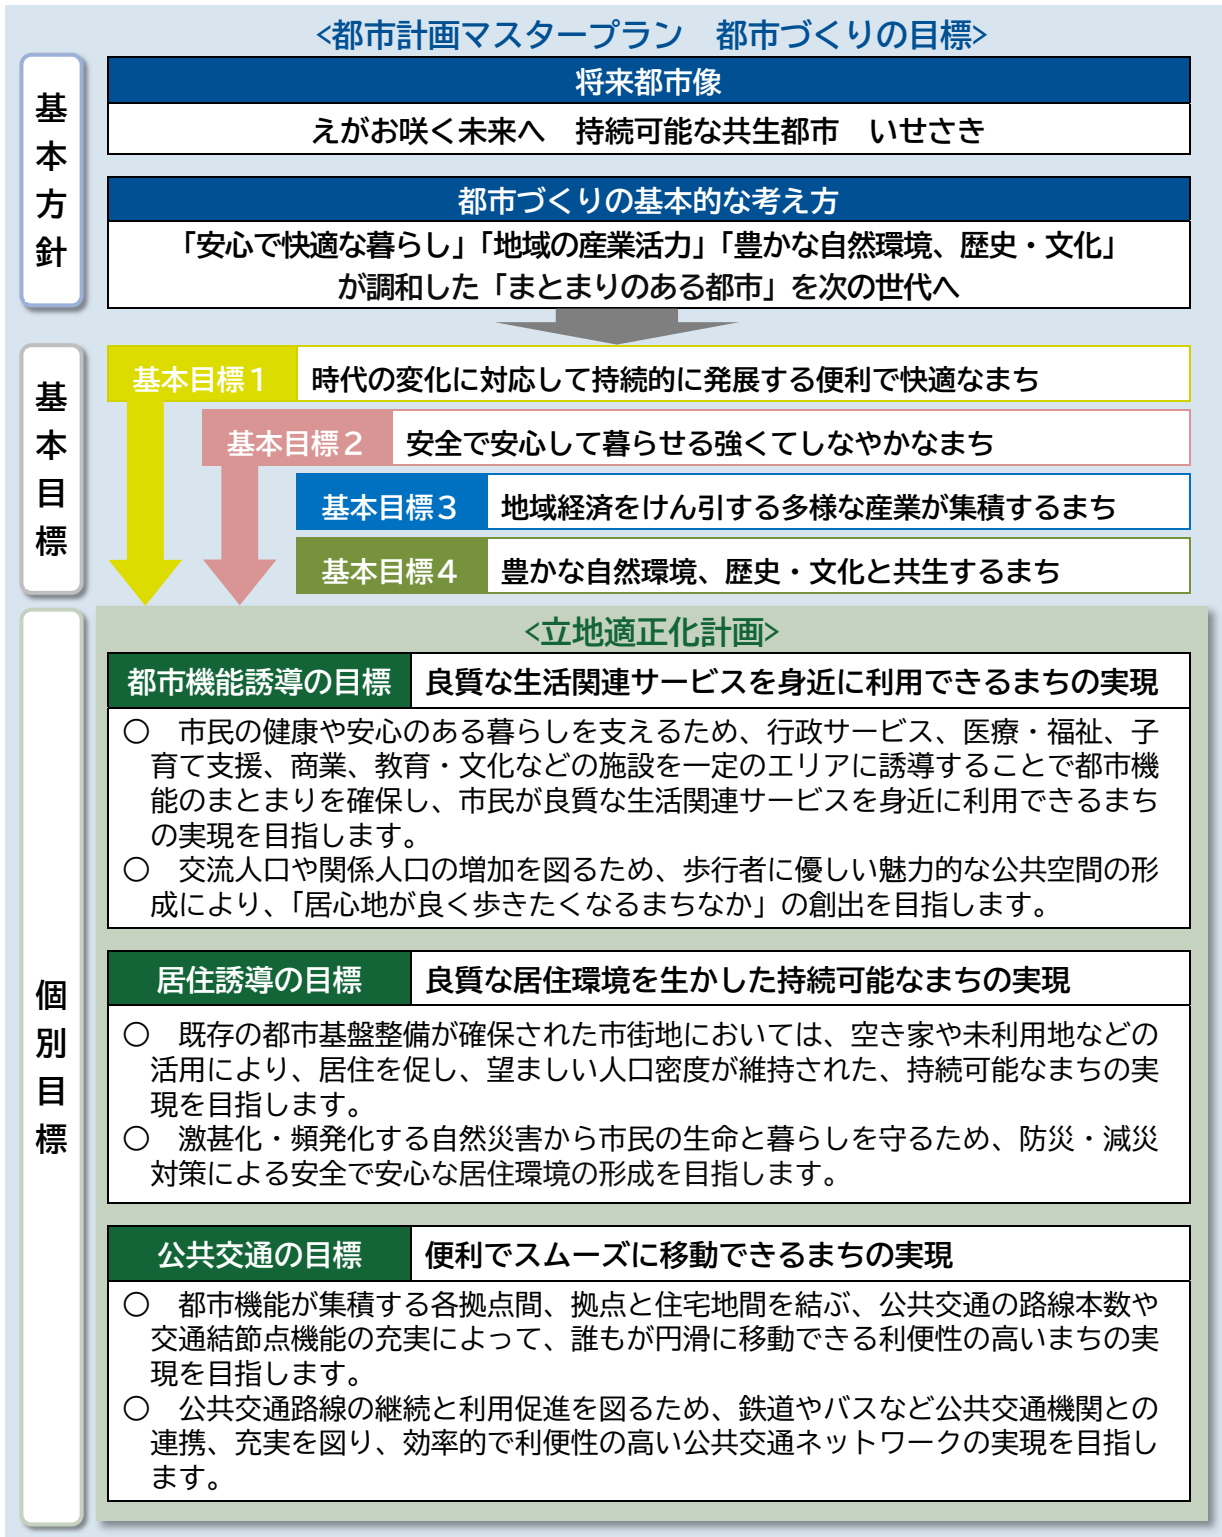 <都市計画マスタープラン　都市づくりの目標>
基本方針
将来都市像
えがお咲く未来へ　持続可能な共生都市　いせさき
都市づくりの基本的な考え方
「安心で快適な暮らし」「地域の産業活力」「豊かな自然環境、歴史・文化」
が調和した「まとまりのある都市」を次の世代へ
基本目標
基本目標１　時代の変化に対応して持続的に発展する便利で快適なまち
基本目標２　安全で安心して暮らせる強くてしなやかなまち
基本目標３　地域経済をけん引する多様な産業が集積するまち
基本目標４　豊かな自然環境、歴史・文化と共生するまち
個別目標
<立地適正化計画>
都市機能誘導の目標　良質な生活関連サービスを身近に利用できるまちの実現
○　市民の健康や安心のある暮らしを支えるため、行政サービス、医療・福祉、子
育て支援、商業、教育・文化などの施設を一定のエリアに誘導することで都市機
能のまとまりを確保し、市民が良質な生活関連サービスを身近に利用できるまち
の実現を目指します。
○　交流人口や関係人口の増加を図るため、歩行者に優しい魅力的な公共空間の形
成により、「居心地が良く歩きたくなるまちなか」の創出を目指します。
居住誘導の目標　良質な居住環境を生かした持続可能なまちの実現
○　既存の都市基盤整備が確保された市街地においては、空き家や未利用地などの
活用により、居住を促し、望ましい人口密度が維持された、持続可能なまちの実
現を目指します。
○　激甚化・頻発化する自然災害から市民の生命と暮らしを守るため、防災・減災
対策による安全で安心な居住環境の形成を目指します。
公共交通の目標　便利でスムーズに移動できるまちの実現
○　都市機能が集積する各拠点間、拠点と住宅地間を結ぶ、公共交通の路線本数や
交通結節点機能の充実によって、誰もが円滑に移動できる利便性の高いまちの実
現を目指します。
○　公共交通路線の継続と利用促進を図るため、鉄道やバスなど公共交通機関との
連携、充実を図り、効率的で利便性の高い公共交通ネットワークの実現を目指し
ます。